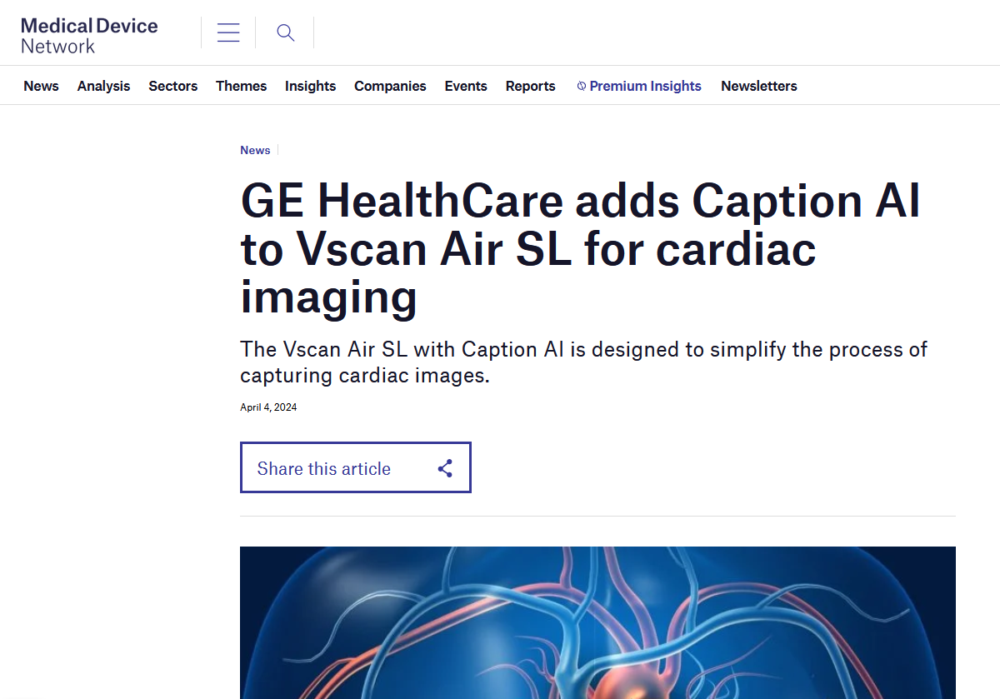 Medical Device
Network
News Analysis Sectors Themes Insights Companies Events Reports Premium Insights Newsletters
News
GE HealthCare adds Caption AI
to Vscan Air SL for cardiac
imaging
The Vscan Air SL with Caption AI is designed to simplify the process of
capturing cardiac images.
April 4, 2024
Share this article